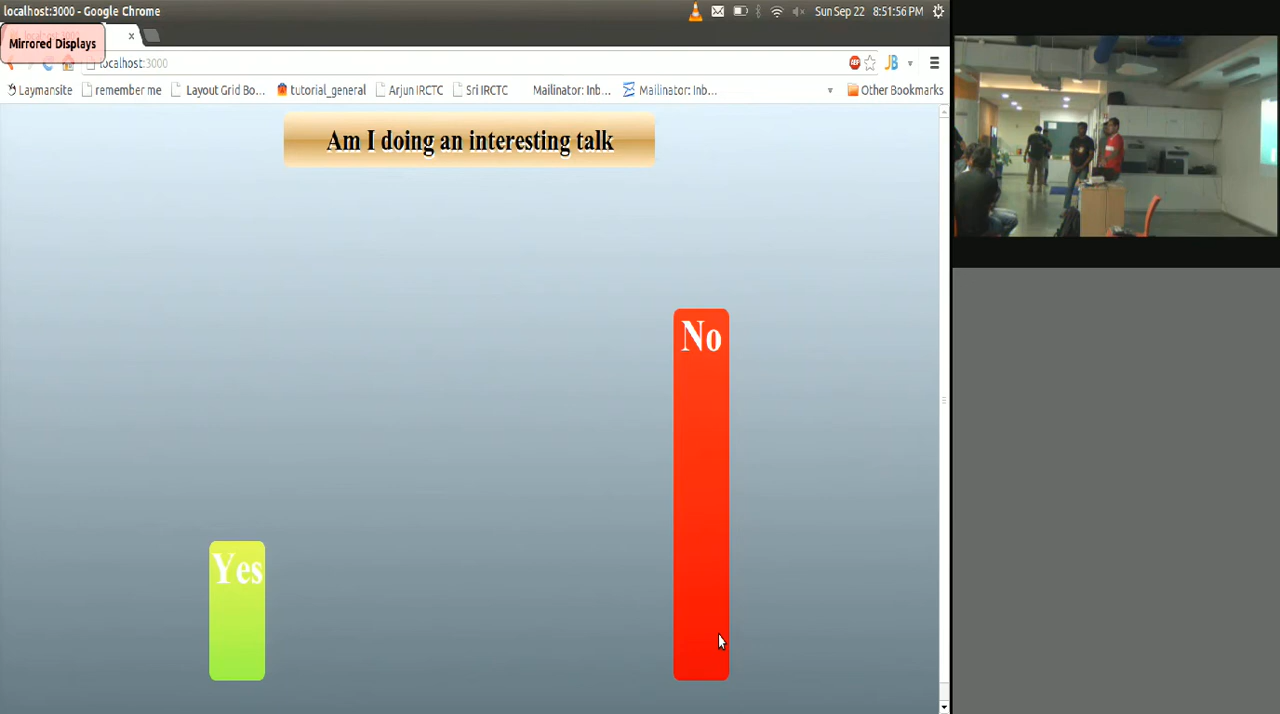 localhost:3000 - Google Chrome
Sun Sep 22 8:51:56 PM
Mirrored Displays
localhost:3000
Laymansite
remember me
Layout Grid Bo...
tutorial_general
Arjun IRCTC
Sri IRCTC
Mailinator: Inb...
Mailinator: Inb...
Other Bookmarks
ABP
JB
Am I doing an interesting talk
No
Yes